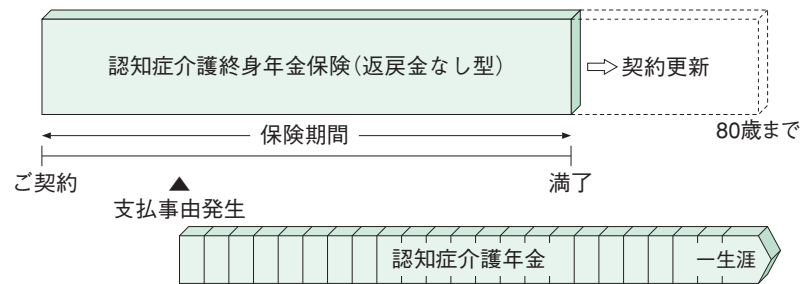 認知症介護終身年金保険（返戻金なし型）
契約更新
80歳まで
保険期間
ご契約
満了
支払事由発生
認知症介護年金
一生涯